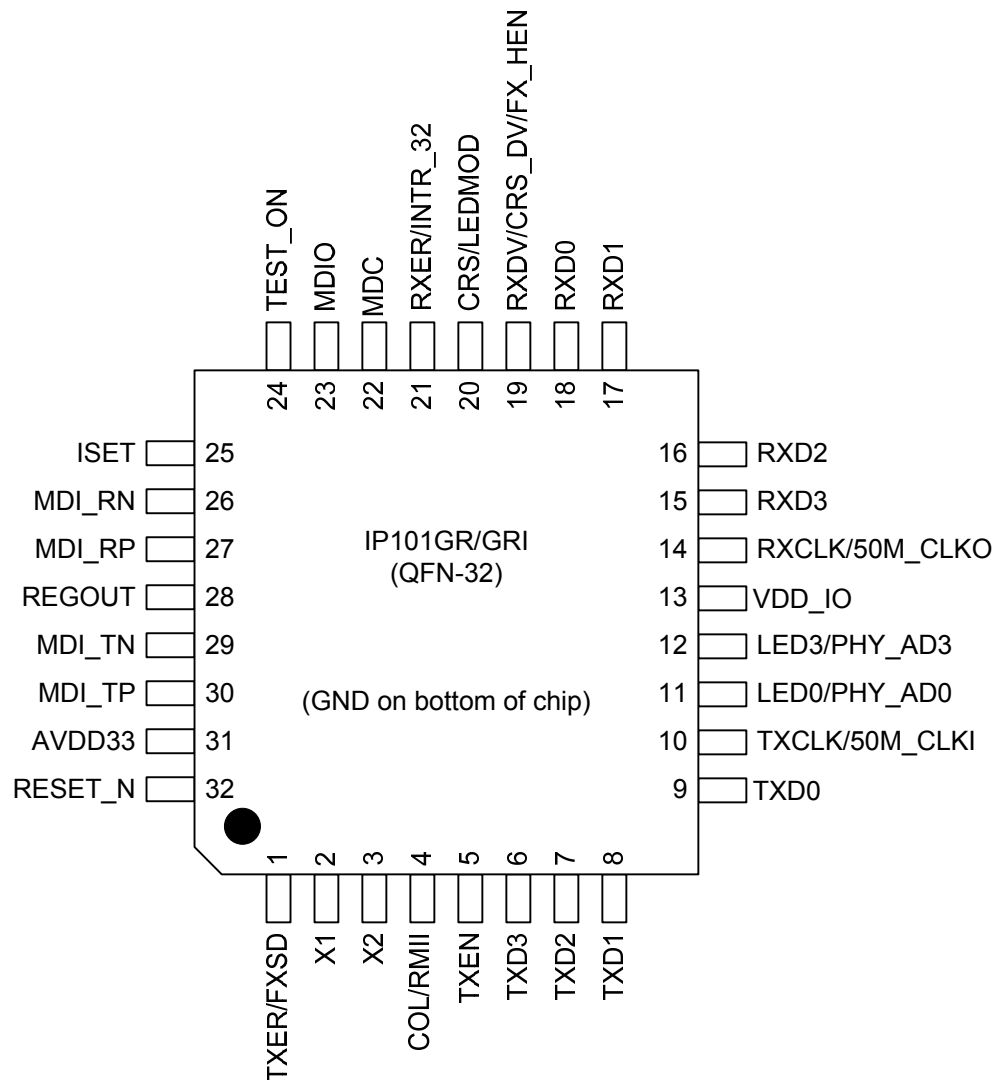 TEST_ON
MDIO
MDC
RXER/INTR_32
CRS/LEDMOD
RXDV/CRS_DV/FX_HEN
RXD0
RXD1
24
23
22
21
20
19
18
17
ISET 25
MDI_RN 26
MDI_RP 27
REGOUT 28
MDI_TN 29
MDI_TP 30
AVDD33 31
RESET_N 32
IP101GR/GRI
(QFN-32)
(GND on bottom of chip)
16 RXD2
15 RXD3
14 RXCLK/50M_CLKO
13 VDD_IO
12 LED3/PHY_AD3
11 LED0/PHY_AD0
10 TXCLK/50M_CLKI
9 TXD0
1
2
3
4
5
6
7
8
TXER/FXSD
X1
X2
COL/RMII
TXEN
TXD3
TXD2
TXD1